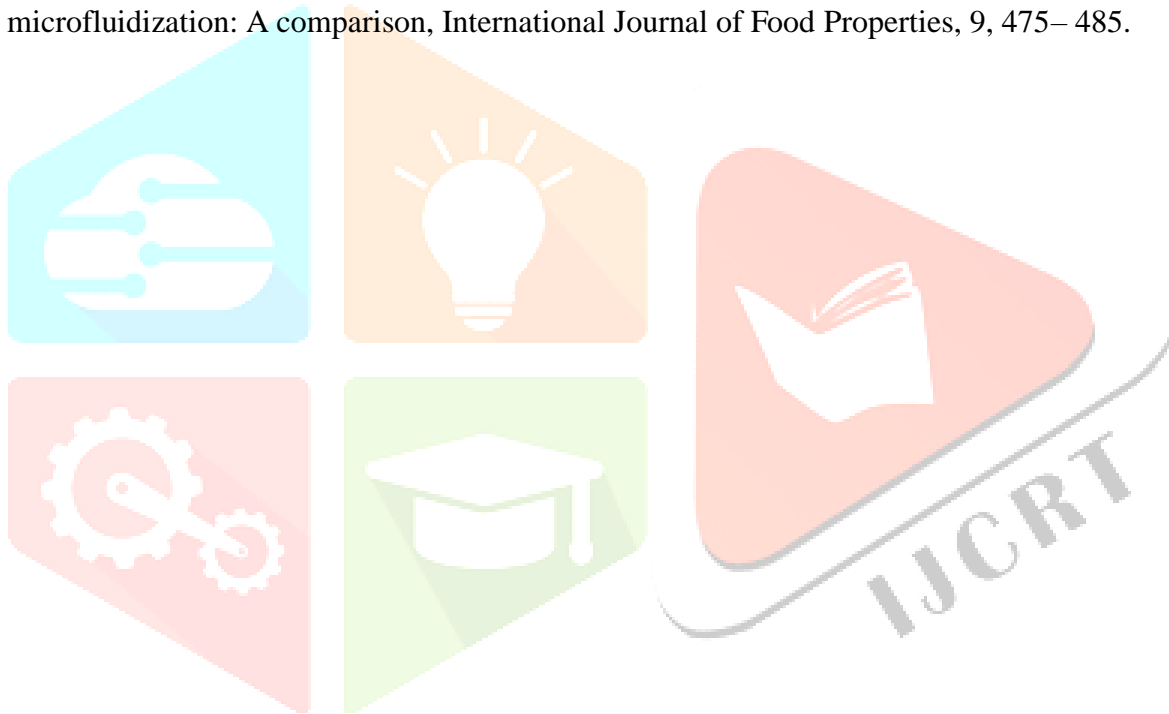 microfluidization: A comparison, International Journal of Food Properties, 9, 475– 485.
IJCRT